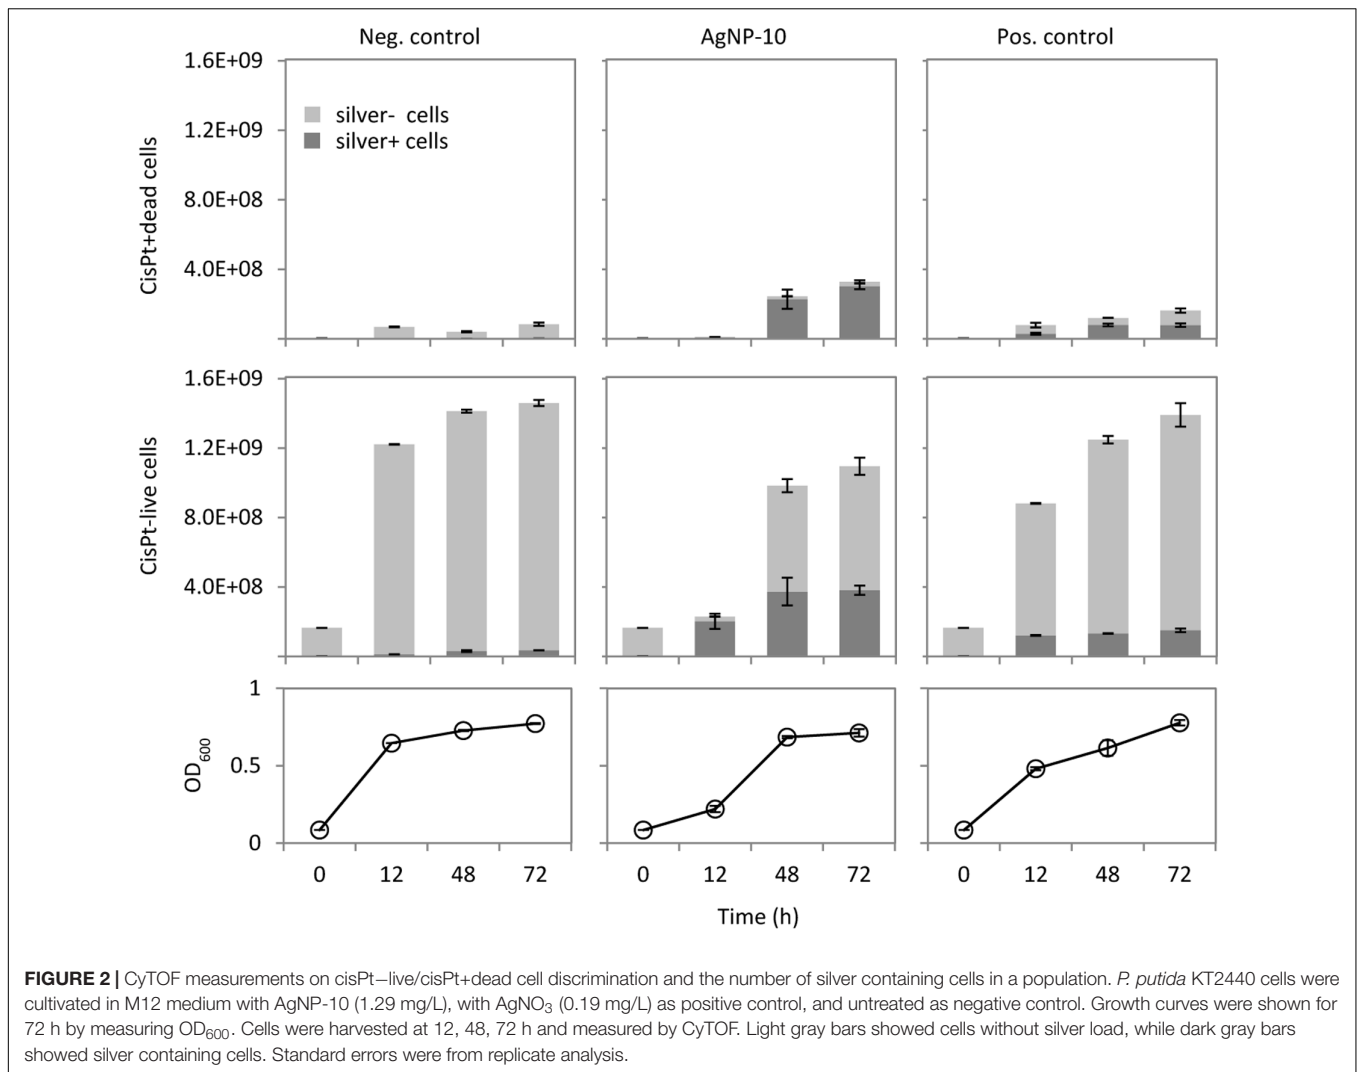 Neg. control
AgNP-10
Pos. control
CisPt+dead cells
1.6E+09
1.2E+09
8.0E+08
4.0E+08
silver- cells
silver+ cells
CisPt-live cells
1.6E+09
1.2E+09
8.0E+08
4.0E+08
OD600
1
0.5
0
0 12 48 72
0 12 48 72
0 12 48 72
Time (h)
FIGURE 2 | CyTOF measurements on cisPt−live/cisPt+dead cell discrimination and the number of silver containing cells in a population. P. putida KT2440 cells were
cultivated in M12 medium with AgNP-10 (1.29 mg/L), with AgNO3 (0.19 mg/L) as positive control, and untreated as negative control. Growth curves were shown for
72 h by measuring OD600. Cells were harvested at 12, 48, 72 h and measured by CyTOF. Light gray bars showed cells without silver load, while dark gray bars
showed silver containing cells. Standard errors were from replicate analysis.